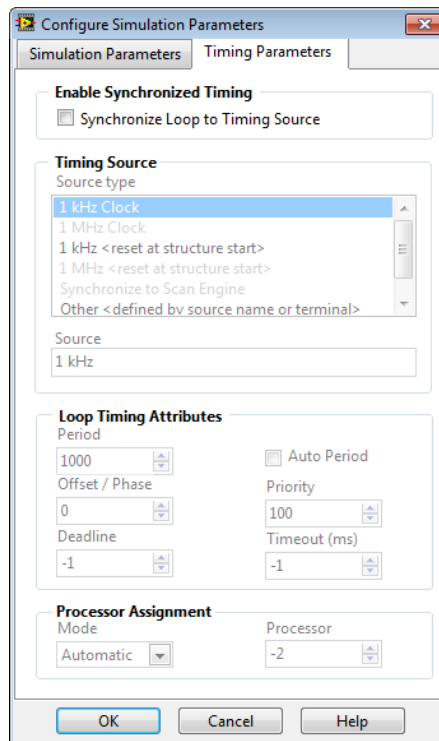 Configure Simulation Parameters
Simulation Parameters
Timing Parameters
Enable Synchronized Timing
Synchronize Loop to Timing Source
Timing Source
Source type
1 kHz Clock
1 MHz Clock
1 kHz <reset at structure start>
1 MHz <reset at structure start>
Synchronize to Scan Engine
Other <defined by source name or terminal>
Source
1 kHz
Loop Timing Attributes
Period
1000
Auto Period
Offset / Phase
Priority
0
100
Deadline
Timeout (ms)
-1
-1
Processor Assignment
Mode
Processor
Automatic
-2
OK
Cancel
Help